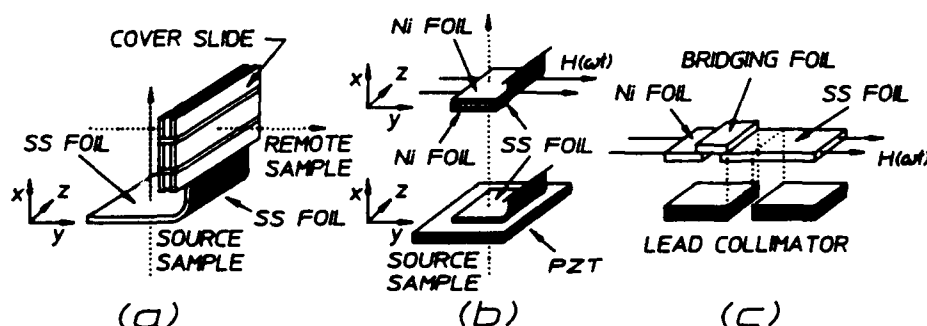 COVER SLIDE
SS FOIL
REMOTE SAMPLE
SS FOIL
SOURCE SAMPLE
x
z
y
(a)
Ni FOIL
H(ωt)
x
z
y
Ni FOIL
SS FOIL
x
z
y
SOURCE SAMPLE
PZT
(b)
BRIDGING FOIL
Ni FOIL
SS FOIL
H(ωt)
LEAD COLLIMATOR
(c)